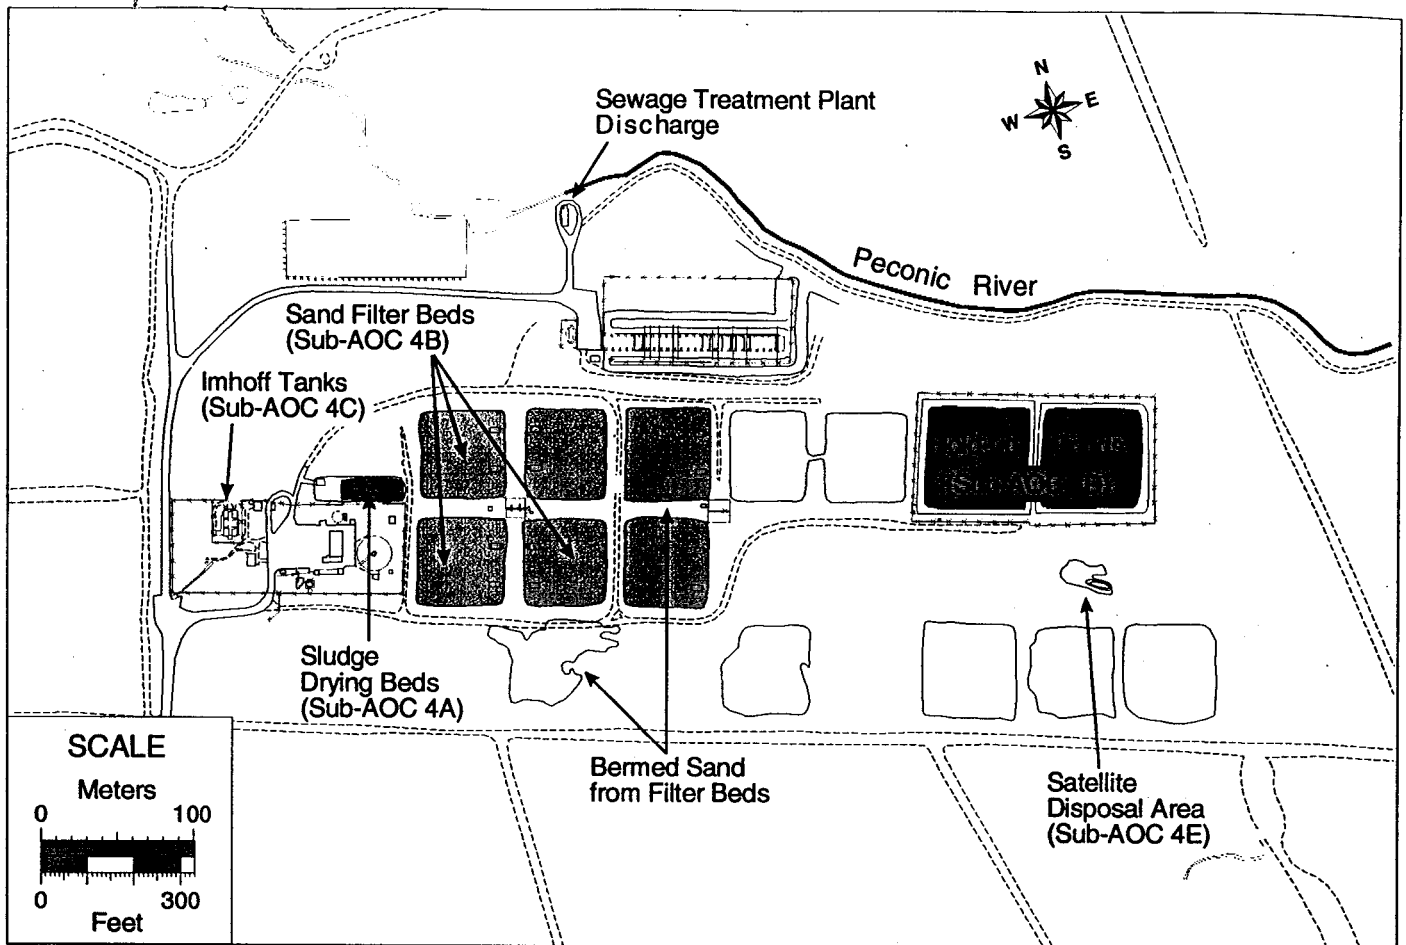 Sewage Treatment Plant
Discharge
N
W
E
S
Peconic River
Sand Filter Beds
(Sub-AOC 4B)
Imhoff Tanks
(Sub-AOC 4C)
Sludge
Drying Beds
(Sub-AOC 4A)
Bermed Sand
from Filter Beds
Satellite
Disposal Area
(Sub-AOC 4E)
SCALE
Meters
0 100
0 300
Feet